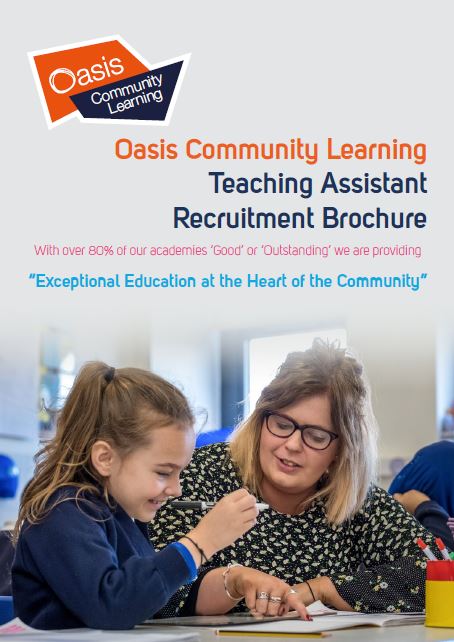 Oasis
Community
Learning
Oasis Community Learning
Teaching Assistant
Recruitment Brochure
With over 80% of our academies ‘Good’ or ‘Outstanding’ we are providing
“Exceptional Education at the Heart of the Community”